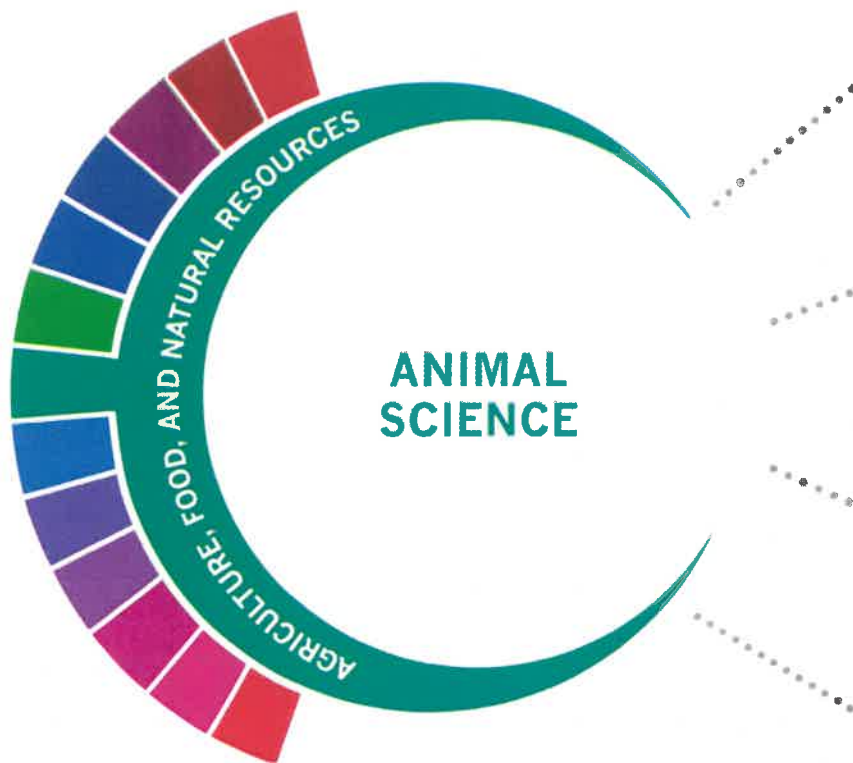 AGRICULTURE, FOOD, AND NATURAL RESOURCES
ANIMAL
SCIENCE